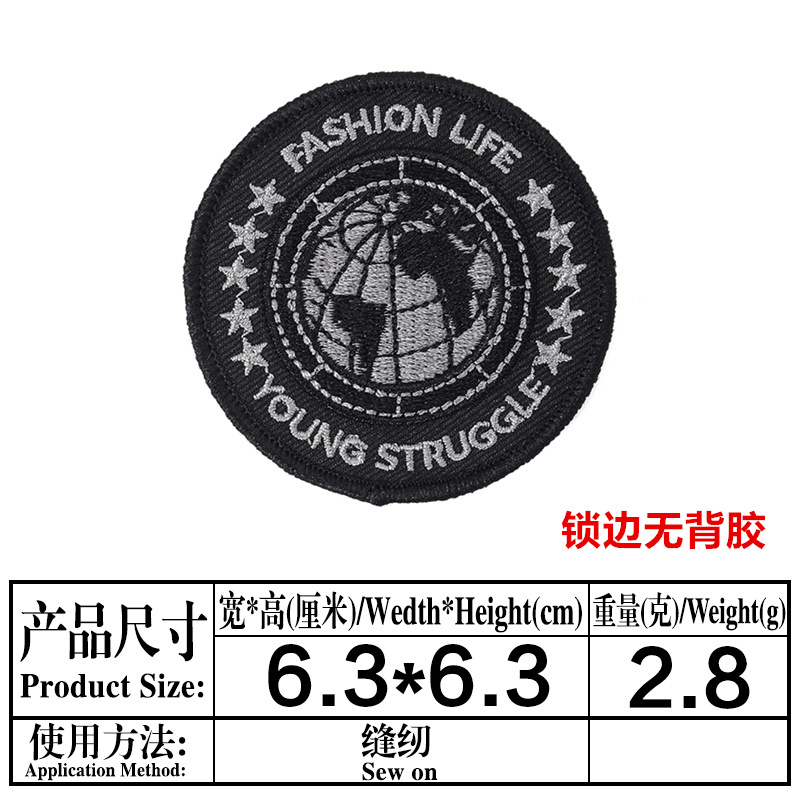 FASHION LIFE
YOUNG STRUGGLE
锁边无背胶
产品尺寸
Product Size:
宽*高(厘米)/Wedth*Height(cm)
重量(克)/Weight(g)
6.3*6.3
2.8
使用方法:
Application Method:
缝纫
Sew on